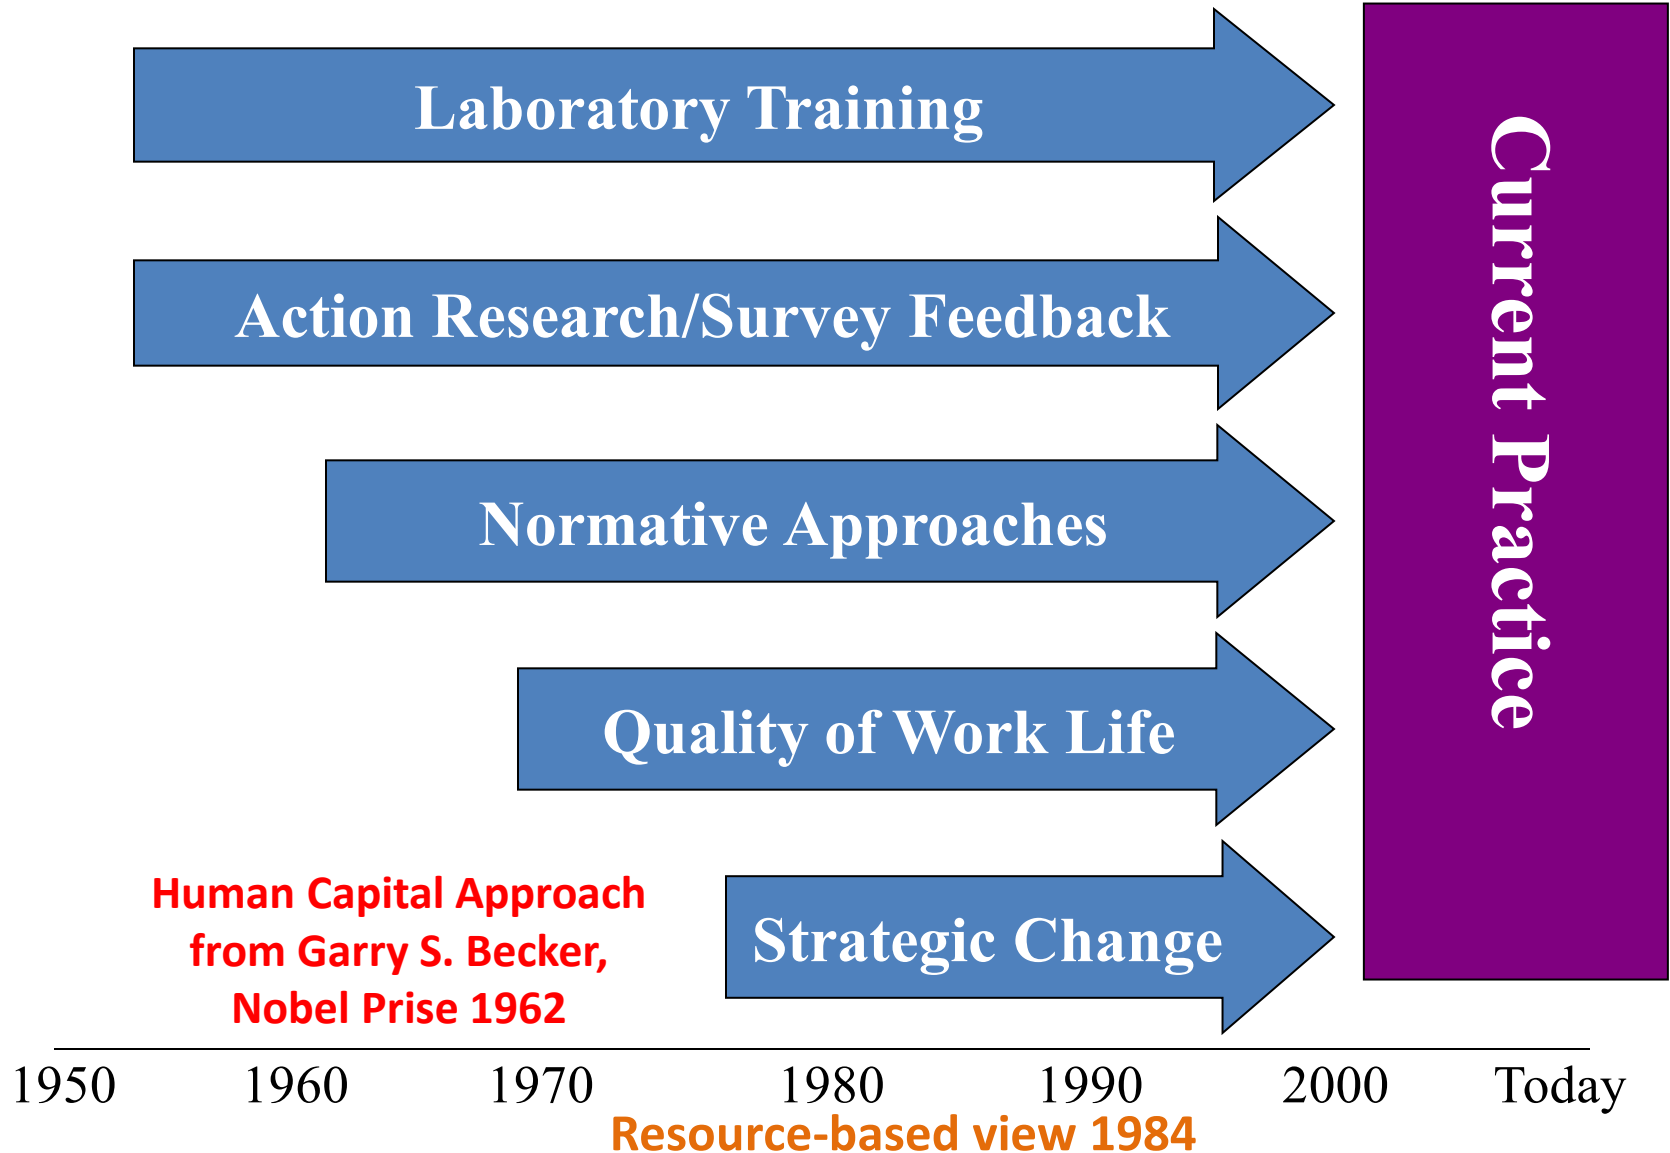 Laboratory Training
Action Research/Survey Feedback
Normative Approaches
Quality of Work Life
Strategic Change
Current Practice
Human Capital Approach
from Garry S. Becker,
Nobel Prise 1962
1950 1960 1970 1980 1990 2000 Today
Resource-based view 1984